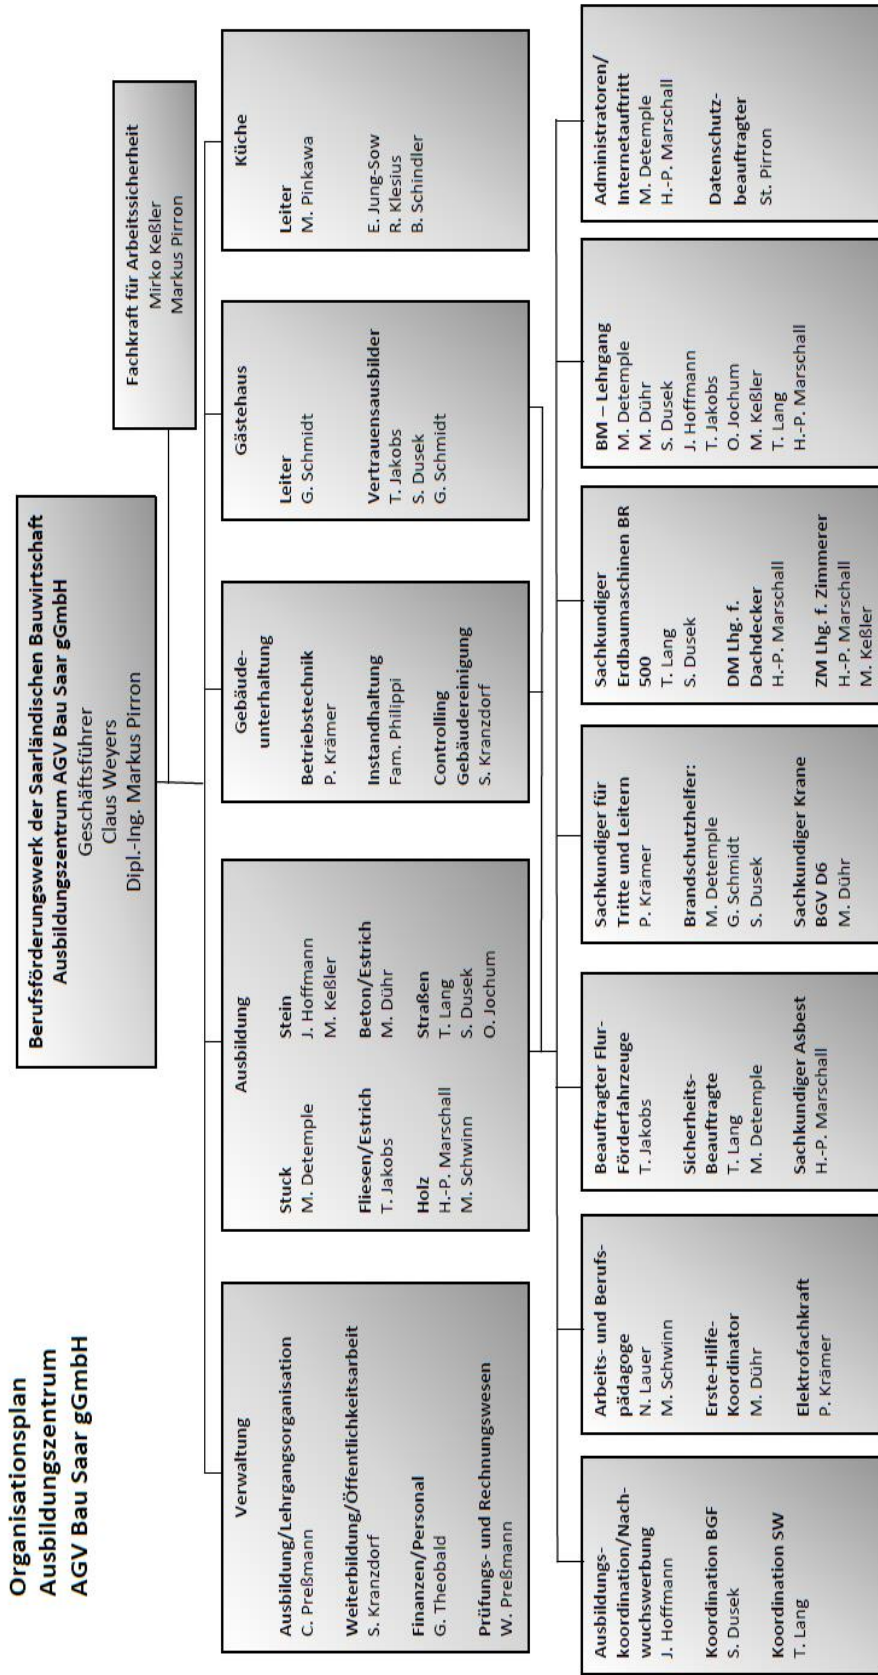 Organisationsplan
Ausbildungszentrum
AGV Bau Saar gGmbH
Berufsförderungswerk der Saarländischen Bauwirtschaft
Ausbildungszentrum AGV Bau Saar gGmbH
Geschäftsführer
Claus Weyers
Dipl.-Ing. Markus Pirron
Fachkraft für Arbeitssicherheit
Mirko Keßler
Markus Pirron
Verwaltung
Ausbildung/Lehrgangsorganisation
C. Preßmann
Weiterbildung/Öffentlichkeitsarbeit
S. Kranzdorf
Finanzen/Personal
G. Theobald
Prüfungs- und Rechnungswesen
W. Preßmann
Ausbildung
Stuck
M. Detemple
Fliesen/Estrich
T. Jakobs
Holz
H.-P. Marschall
M. Schwinn
Stein
J. Hoffmann
M. Keßler
Beton/Estrich
M. Dühr
Straßen
T. Lang
S. Dusek
O. Jochum
Gebäude-
unterhaltung
Betriebstechnik
P. Krämer
Instandhaltung
Fam. Philippi
Controlling
Gebäudereinigung
S. Kranzdorf
Gästehaus
Leiter
G. Schmidt
Vertrauensausbilder
T. Jakobs
S. Dusek
G. Schmidt
Küche
Leiter
M. Pinkawa
E. Jung-Sow
R. Klesius
B. Schindler
Ausbildungs-
koordination/Nach-
wuchswerbung
J. Hoffmann
Koordination BGF
S. Dusek
Koordination SW
T. Lang
Arbeits- und Berufs-
pädagoge
N. Lauer
M. Schwinn
Erste-Hilfe-
Koordinator
M. Dühr
Elektrofachkraft
P. Krämer
Beauftragter Flur-
Förderfahrzeuge
T. Jakobs
Sicherheits-
Beauftragte
T. Lang
M. Detemple
Sachkundiger Asbest
H.-P. Marschall
Sachkundiger für
Tritte und Leitern
P. Krämer
Brandschutzhelfer:
M. Detemple
G. Schmidt
S. Dusek
Sachkundiger Krane
BGV D6
M. Dühr
Sachkundiger
Erdbaumaschinen BR
500
T. Lang
S. Dusek
DM Lhg. f.
Dachdecker
H.-P. Marschall
ZM Lhg. f. Zimmerer
H.-P. Marschall
M. Keßler
BM – Lehrgang
M. Detemple
M. Dühr
S. Dusek
J. Hoffmann
T. Jakobs
O. Jochum
M. Keßler
T. Lang
H.-P. Marschall
Administratoren/
Internetauftritt
M. Detemple
H.-P. Marschall
Datenschutz-
beauftragter
St. Pirron